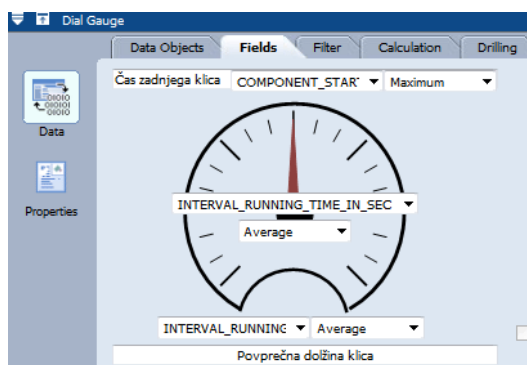 Dial Gauge
Data Objects Fields Filter Calculation Drilling
Čas zadnjega klica COMPONENT_STAR Maximum
Data
INTERVAL_RUNNING_TIME_IN_SEC
Properties
Average
INTERVAL_RUNNING Average
Povprečna dolžina klica